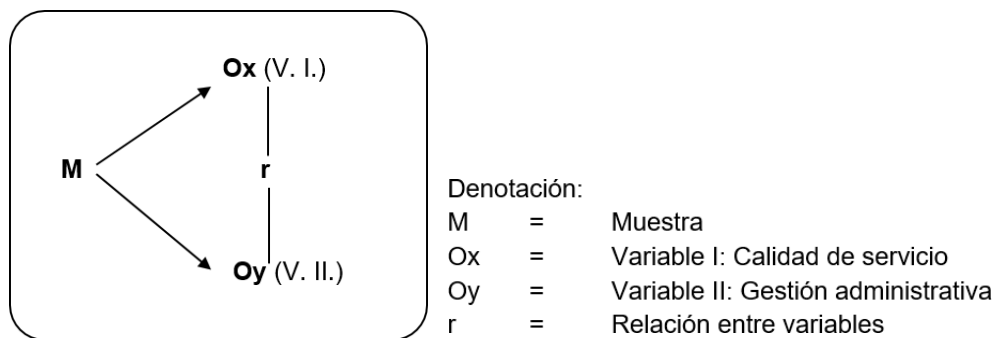 Ox (V. I.)
M
r
Oy (V. II.)
Denotación:
M = Muestra
Ox = Variable I: Calidad de servicio
Oy = Variable II: Gestión administrativa
r = Relación entre variables